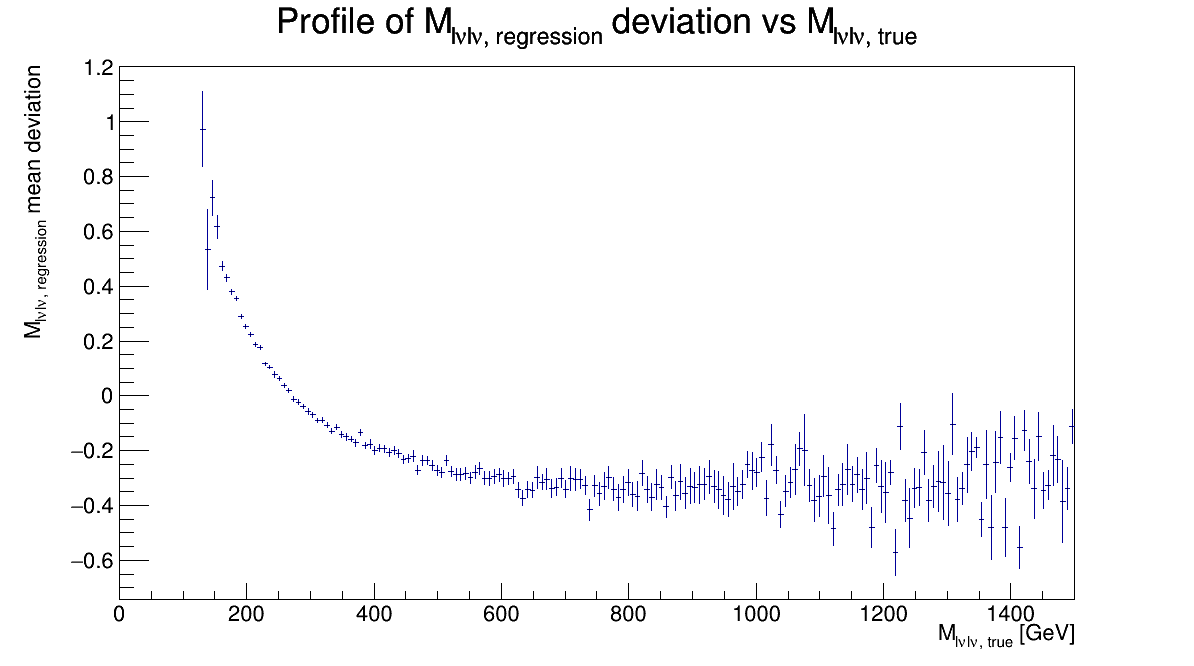 Profile of M_lνlν, regression deviation vs M_lνlν, true
M_lνlν, regression mean deviation
1.2
1
0.8
0.6
0.4
0.2
0
−0.2
−0.4
−0.6
0 200 400 600 800 1000 1200 1400
M_lνlν, true [GeV]